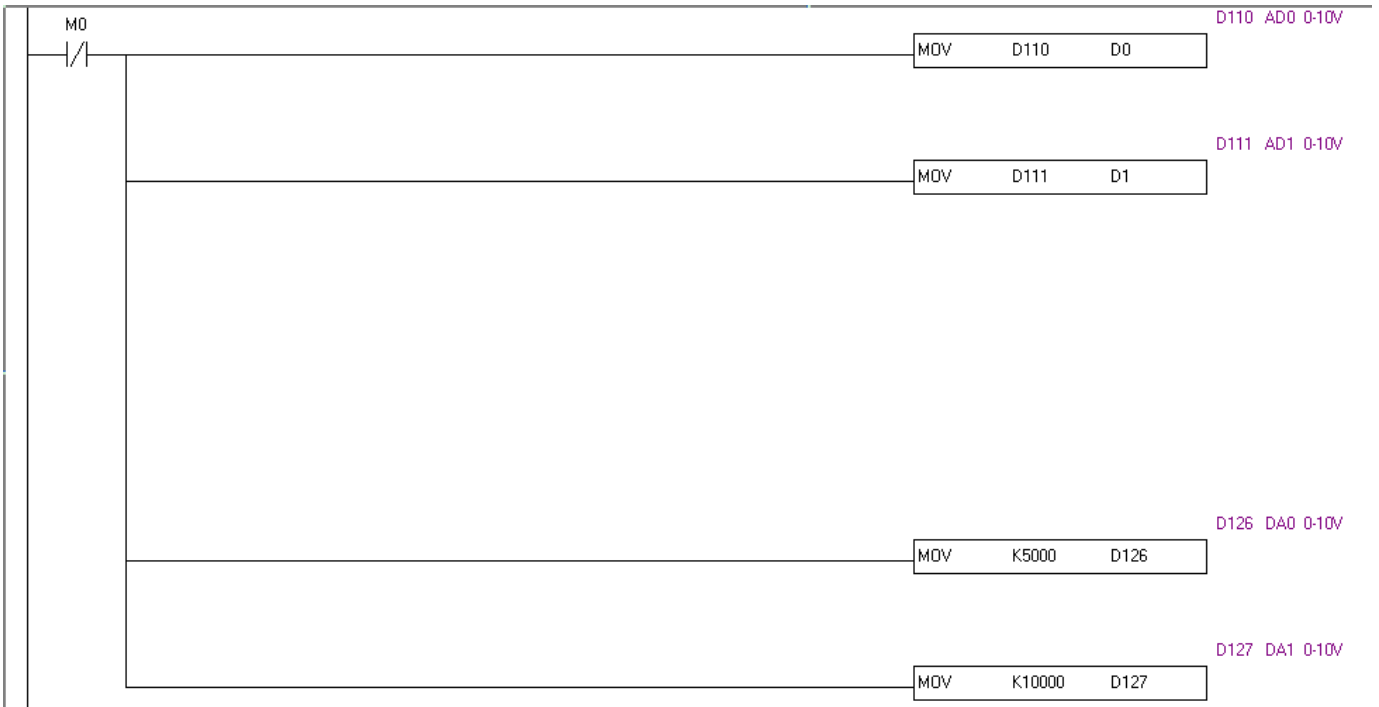 M0
D110 AD0 0-10V
MOV D110 D0
D111 AD1 0-10V
MOV D111 D1
D126 DA0 0-10V
MOV K5000 D126
D127 DA1 0-10V
MOV K10000 D127